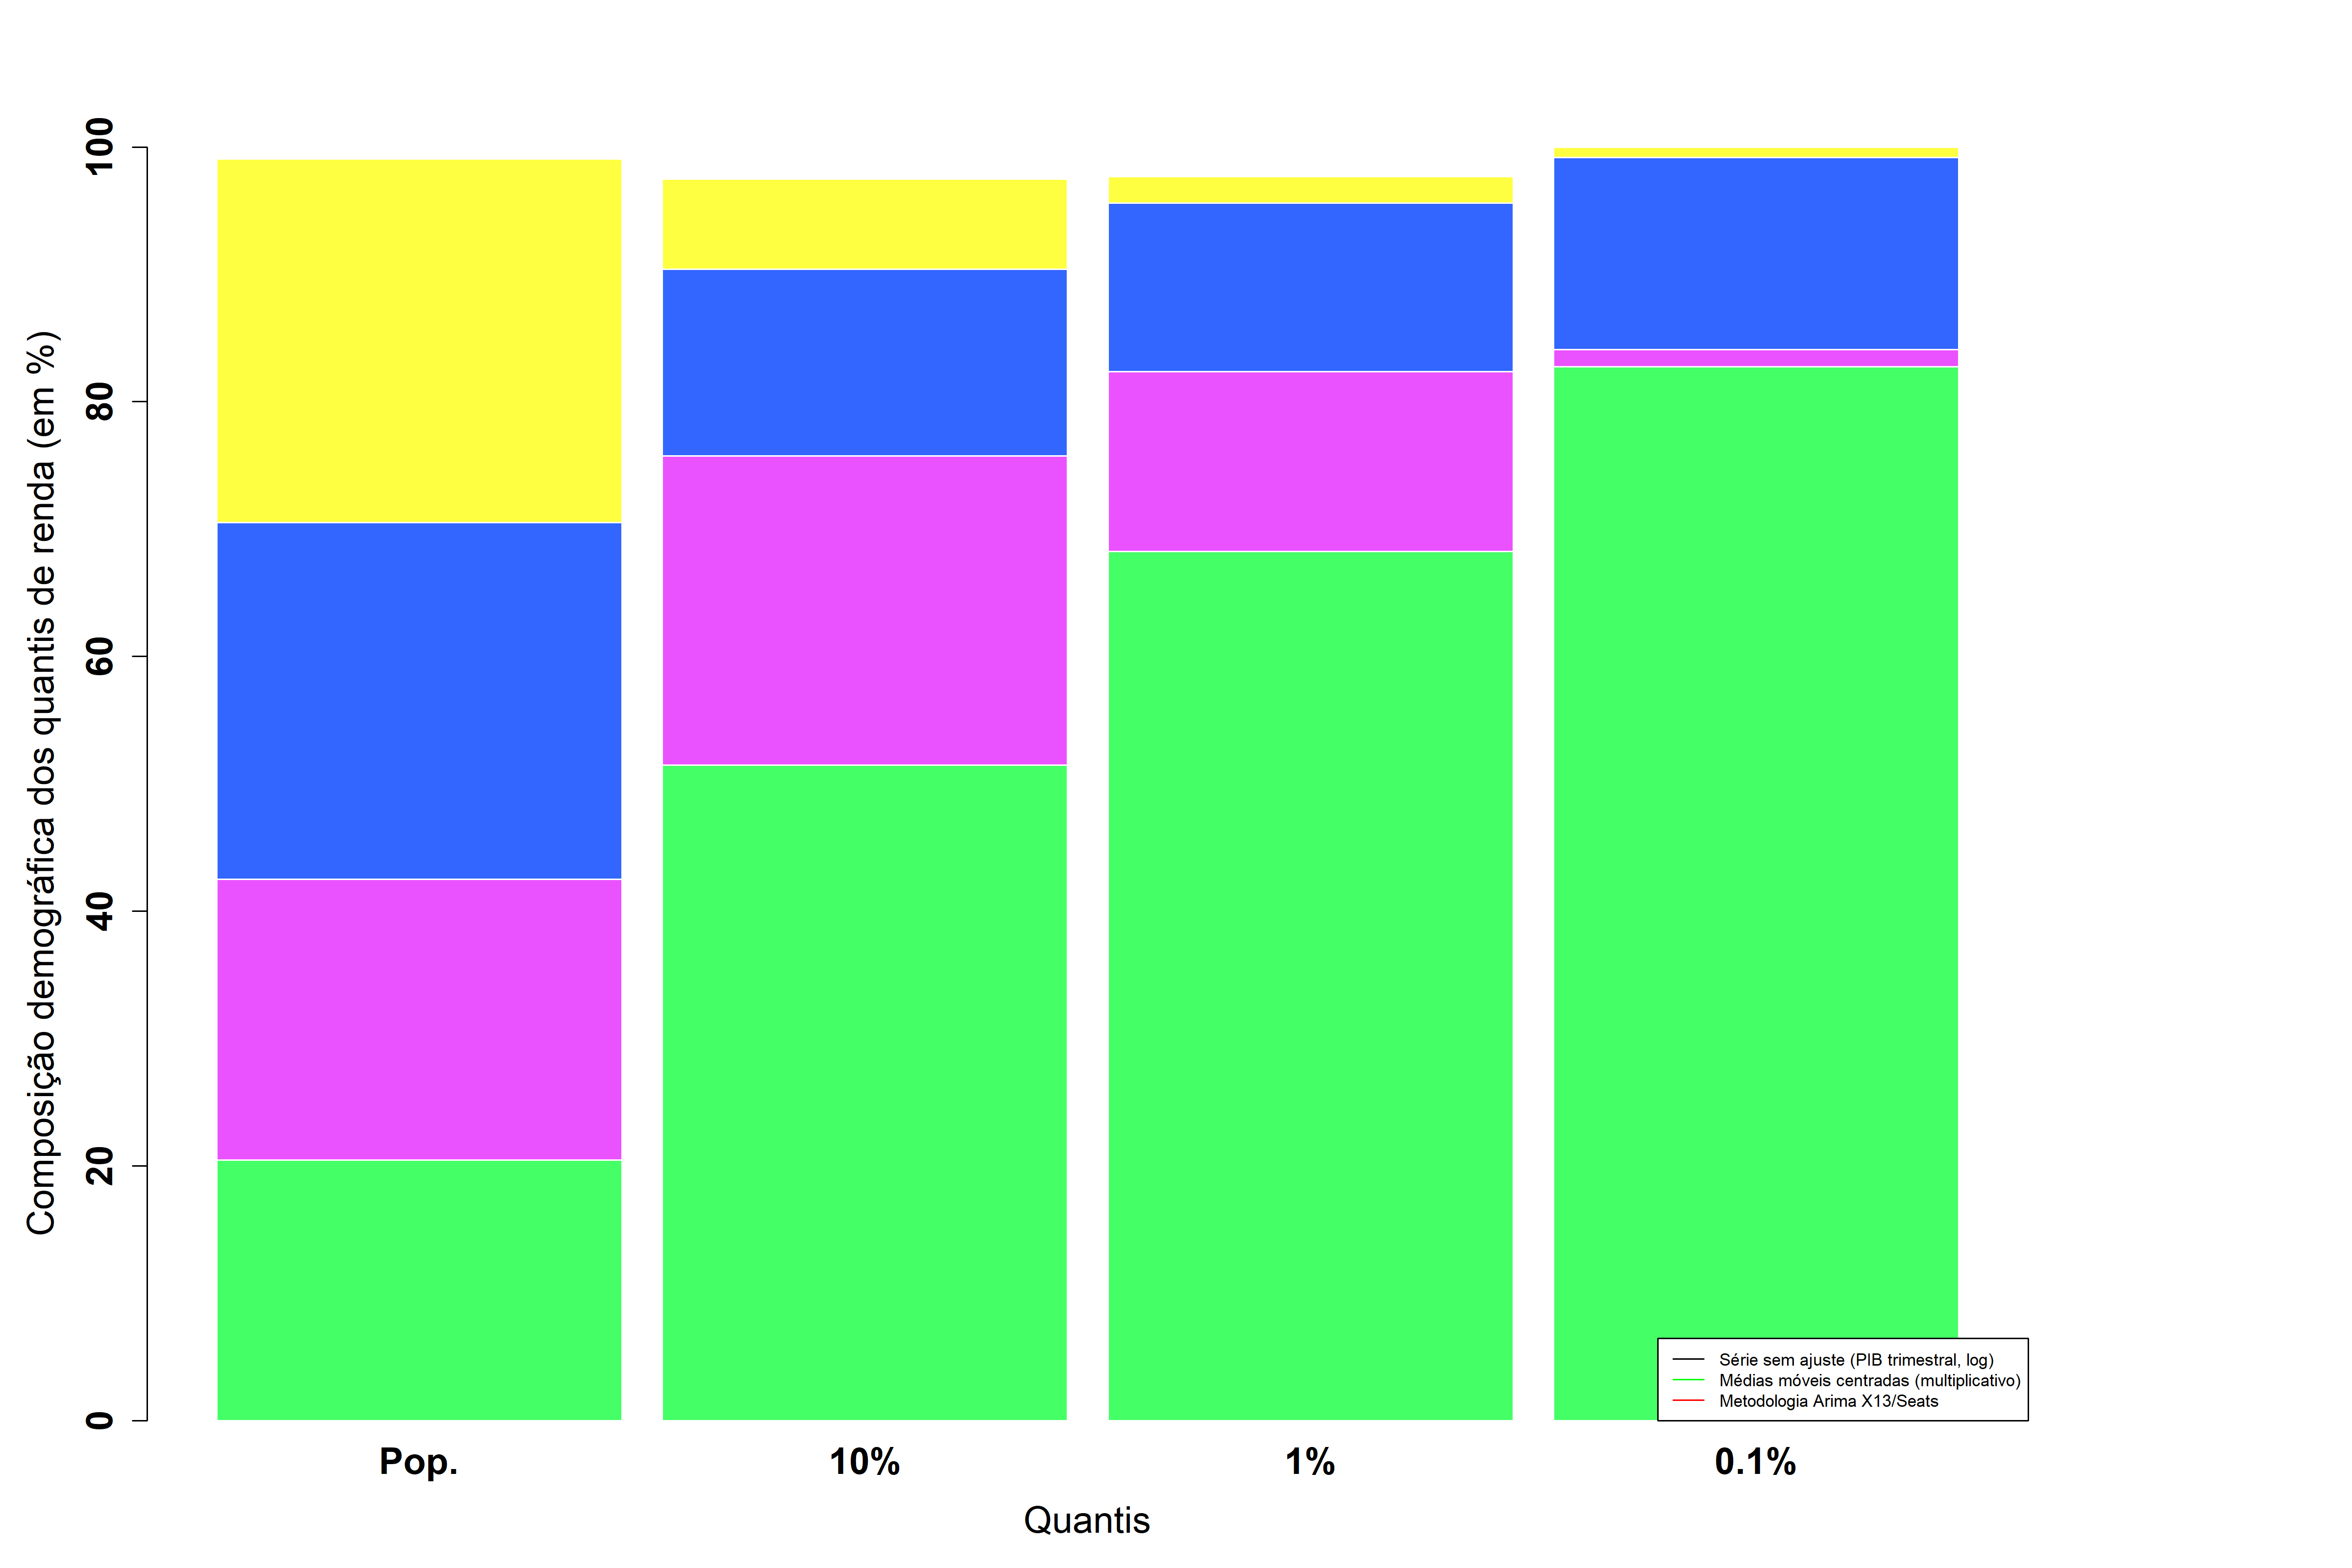 Composição demográfica dos quantis de renda (em %)
100
80
60
40
20
0
Pop.
10%
1%
0.1%
Quantis
Série sem ajuste (PIB trimestral, log)
Médias móveis centradas (multiplicativo)
Metodologia Arima X13/Seats